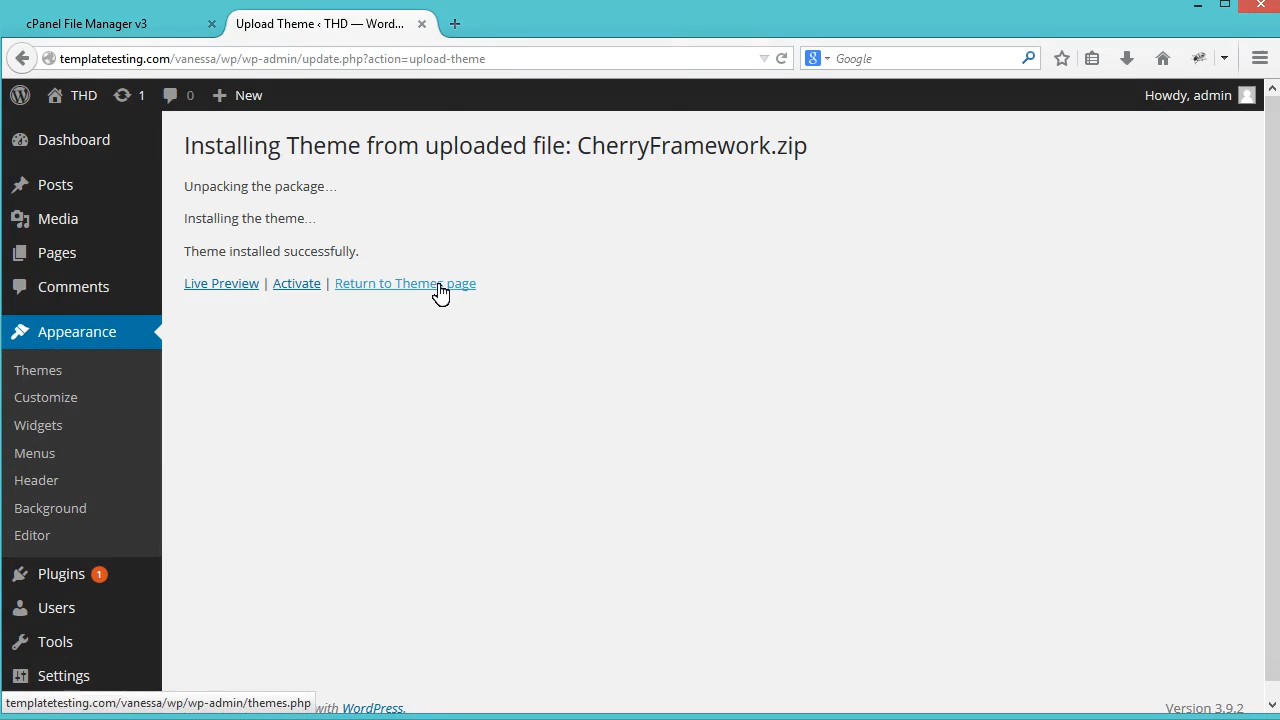 cPanel File Manager v3
Upload Theme ‹ THD — Word...
templatetesting.com/vanessa/wp/wp-admin/update.php?action=upload-theme
Google
THD
1
0
New
Howdy, admin
Dashboard
Posts
Media
Pages
Comments
Appearance
Themes
Customize
Widgets
Menus
Header
Background
Editor
Plugins 1
Users
Tools
Settings
Installing Theme from uploaded file: CherryFramework.zip
Unpacking the package…
Installing the theme…
Theme installed successfully.
Live Preview | Activate | Return to Themes page
templatetesting.com/vanessa/wp/wp-admin/themes.php
with WordPress.
Version 3.9.2